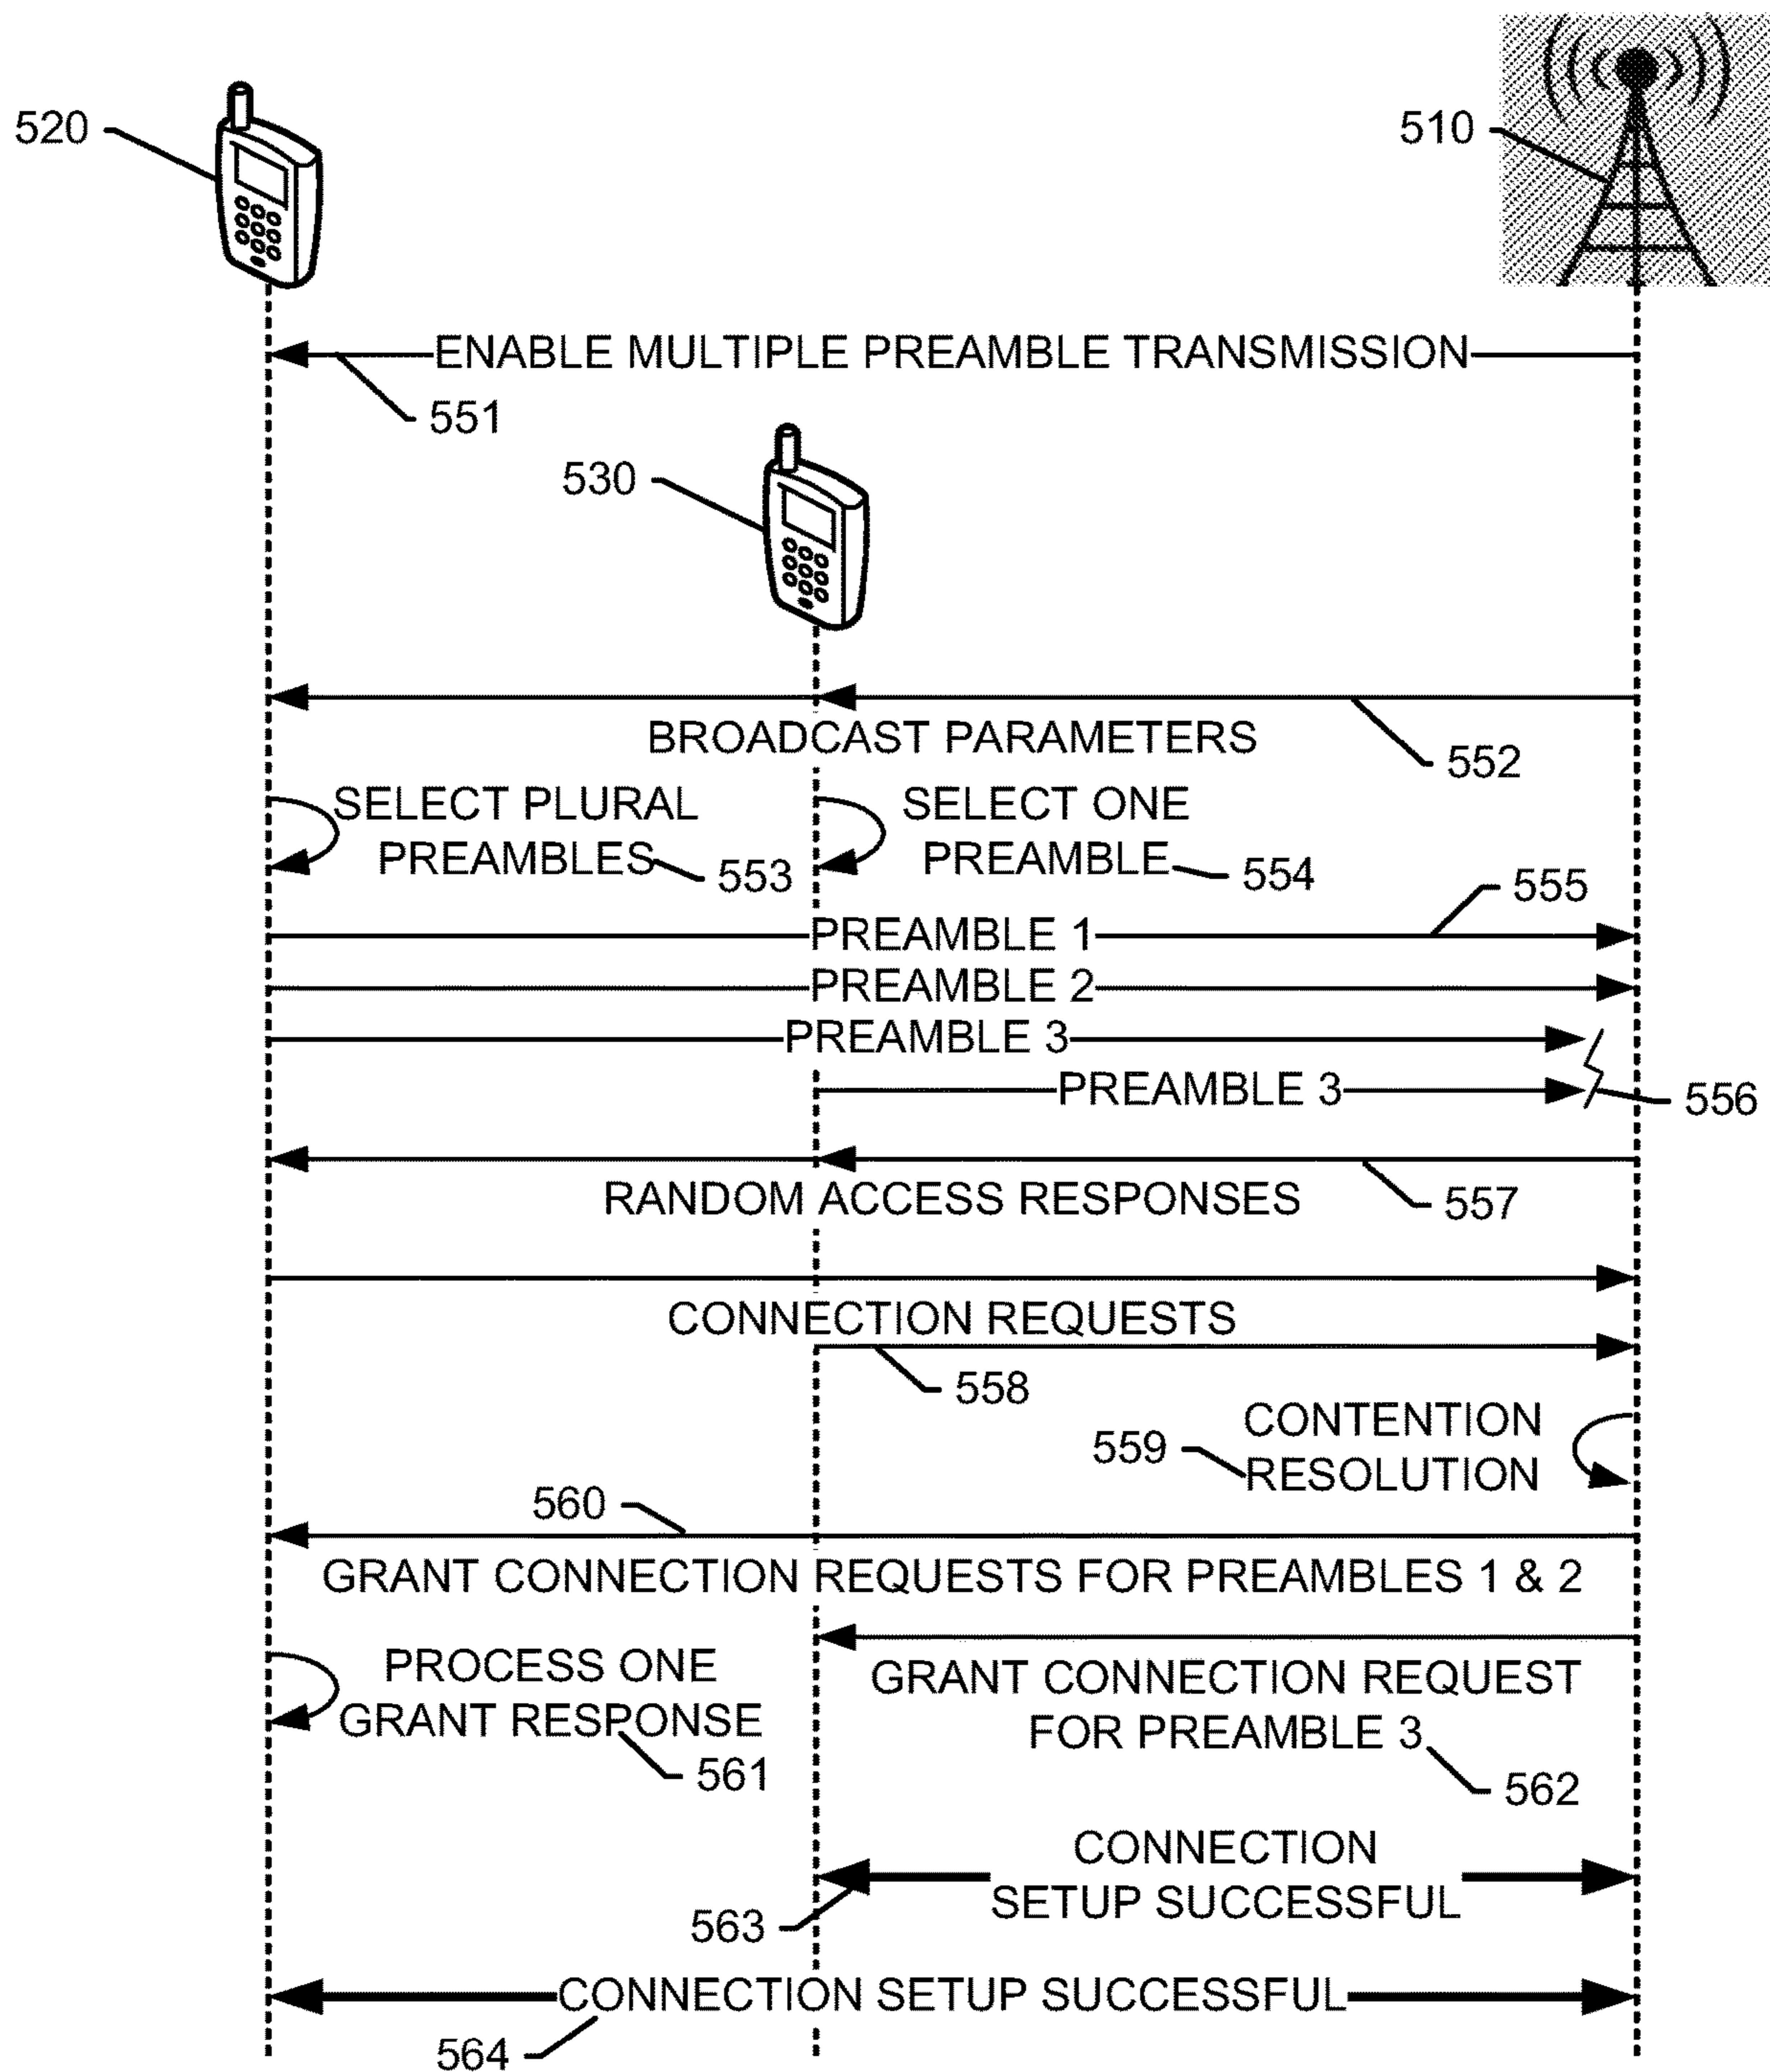 520
510
ENABLE MULTIPLE PREAMBLE TRANSMISSION
551
530
BROADCAST PARAMETERS
552
SELECT PLURAL
PREAMBLES
553
SELECT ONE
PREAMBLE
554
555
PREAMBLE 1
PREAMBLE 2
PREAMBLE 3
PREAMBLE 3
556
RANDOM ACCESS RESPONSES
557
CONNECTION REQUESTS
558
CONTENTION
RESOLUTION
559
560
GRANT CONNECTION REQUESTS FOR PREAMBLES 1 & 2
PROCESS ONE
GRANT RESPONSE
561
GRANT CONNECTION REQUEST
FOR PREAMBLE 3
562
CONNECTION
SETUP SUCCESSFUL
563
CONNECTION SETUP SUCCESSFUL
564